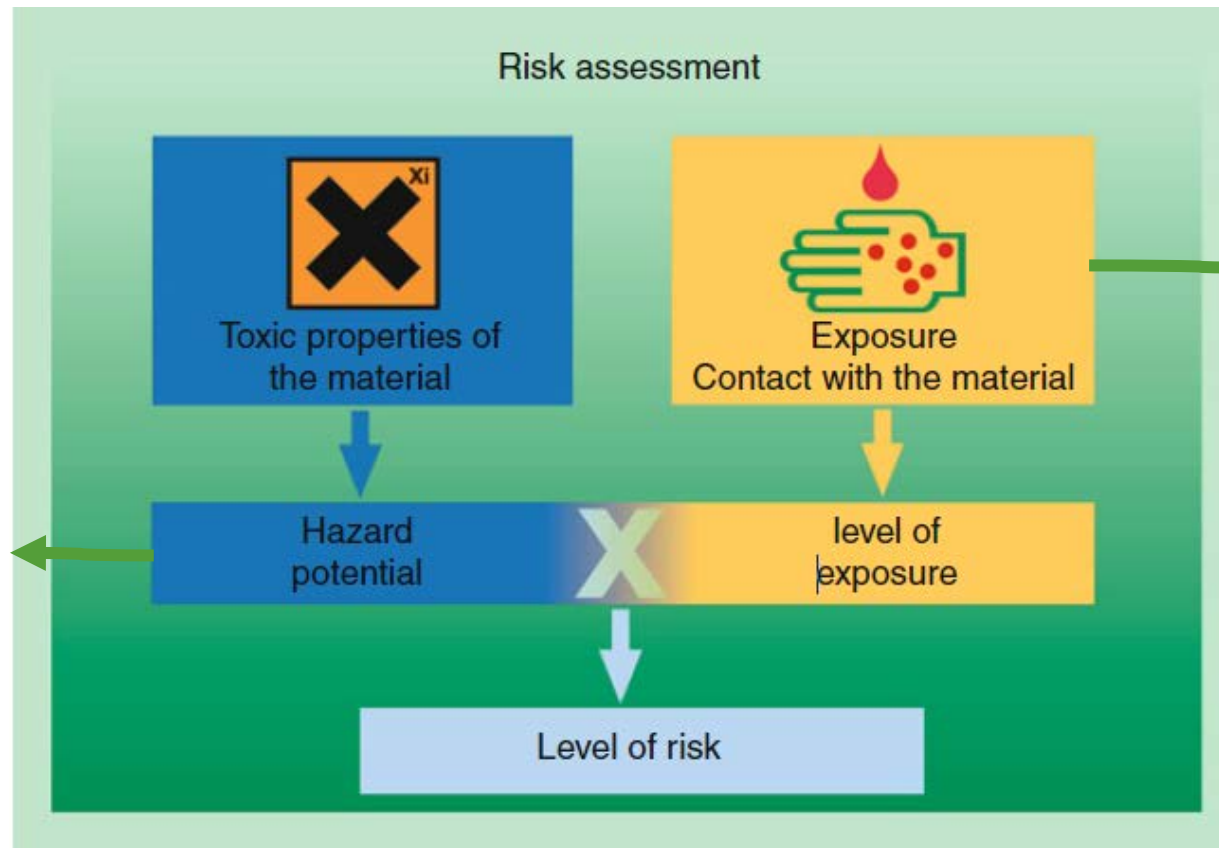 Risk assessment
Xi
Toxic properties of
the material
Exposure
Contact with the material
Hazard
potential
X
level of
exposure
Level of risk